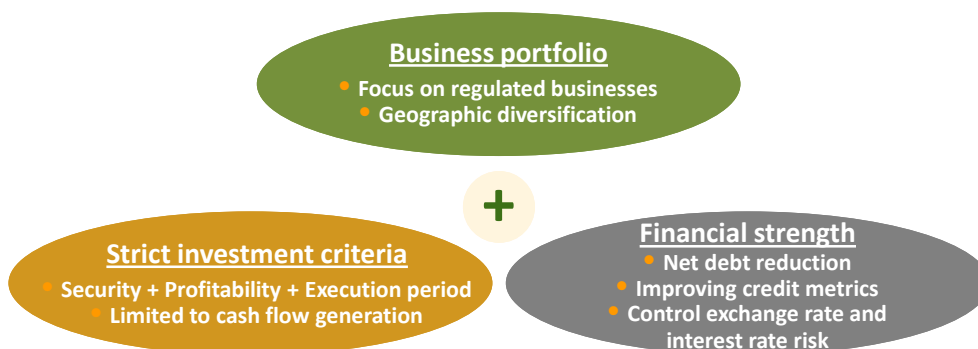 Business portfolio
• Focus on regulated businesses
• Geographic diversification
+
Strict investment criteria
• Security + Profitability + Execution period
• Limited to cash flow generation
Financial strength
• Net debt reduction
• Improving credit metrics
• Control exchange rate and
interest rate risk